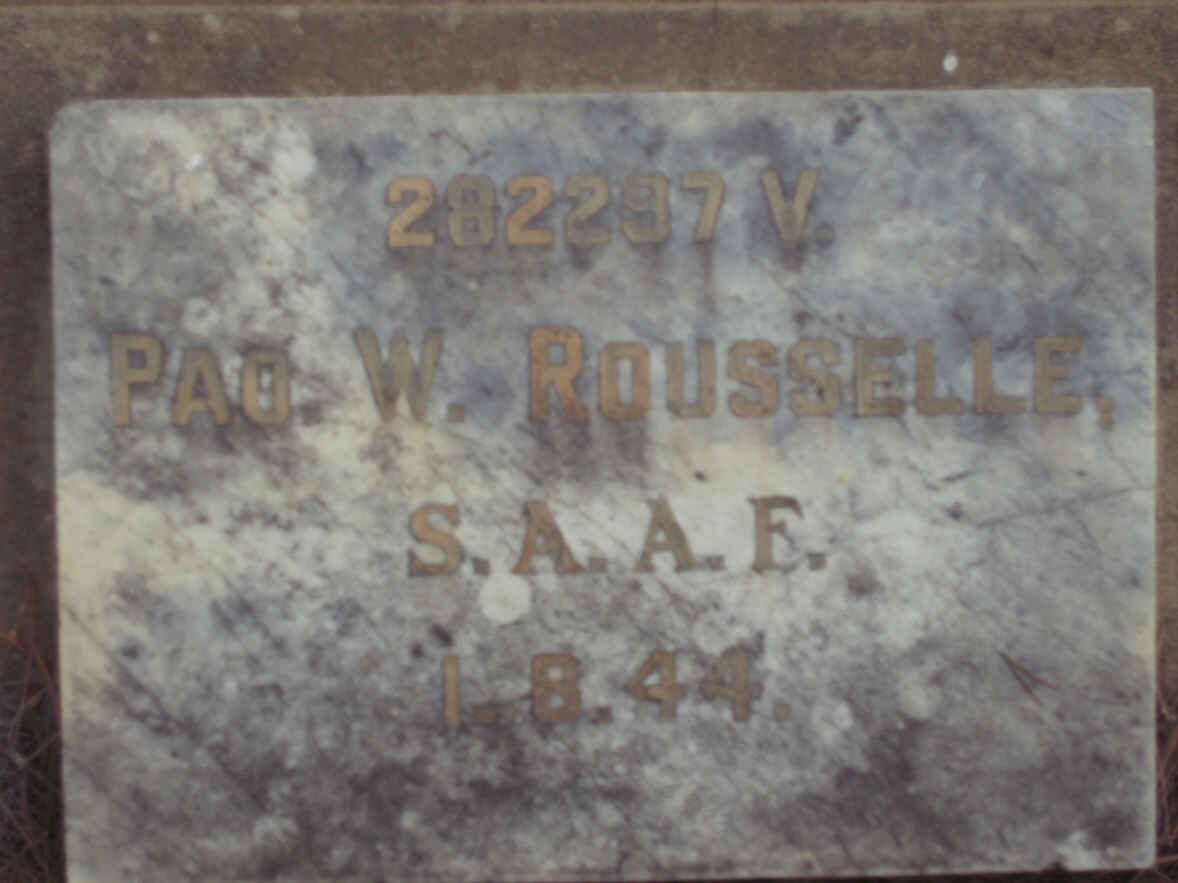 282297 V.
PAO. W. ROUSSELLE,
S.A.A.F.
1.8.44.